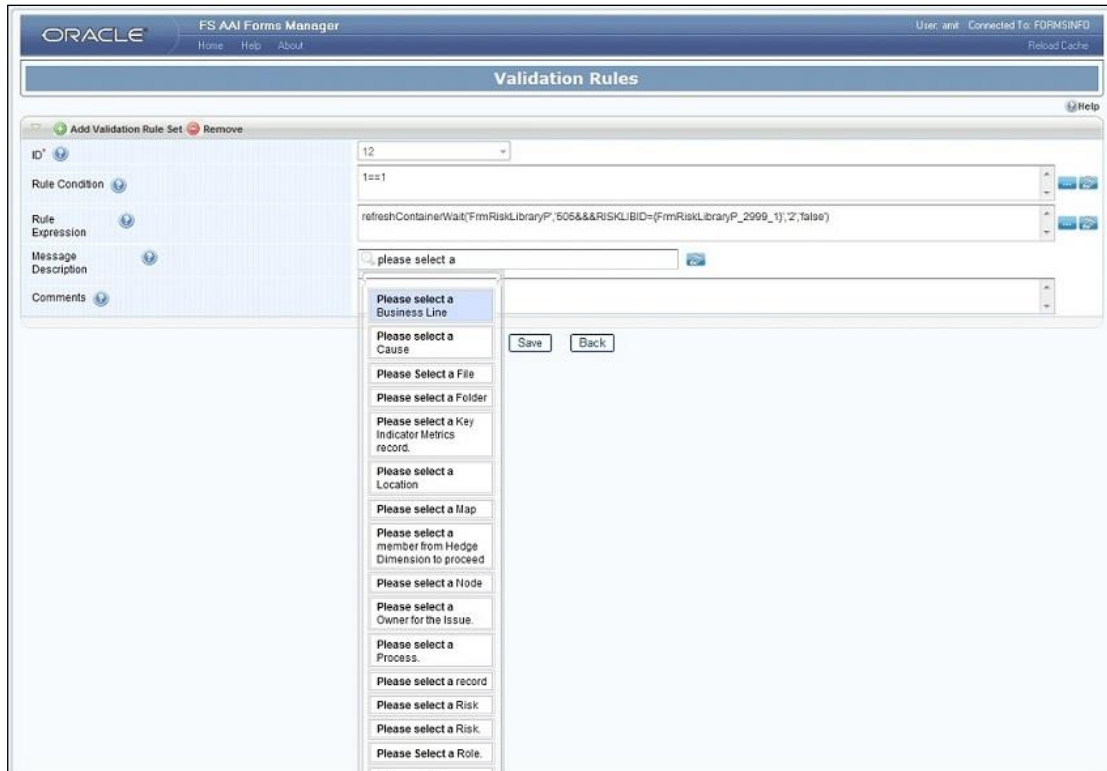 ORACLE
FS AAI Forms Manager
User: amit Connected To: FORMSINFO
Home Help About
Reload Cache
Validation Rules
Help
Add Validation Rule Set Remove
ID*
12
Rule Condition
1==1
Rule
Expression
refreshContainerWait('FrmRiskLibraryP','606&&&RISKLIBID={FrmRiskLibraryP_2999_1}','2','false')
Message
Description
please select a
Comments
Please select a
Business Line
Please select a
Cause
Please Select a File
Please select a Folder
Please select a Key
Indicator Metrics
record.
Please select a
Location
Please select a Map
Please select a
member from Hedge
Dimension to proceed
Please select a Node
Please select a
Owner for the Issue.
Please select a
Process.
Please select a record
Please select a Risk
Please select a Risk.
Please Select a Role.
Save Back